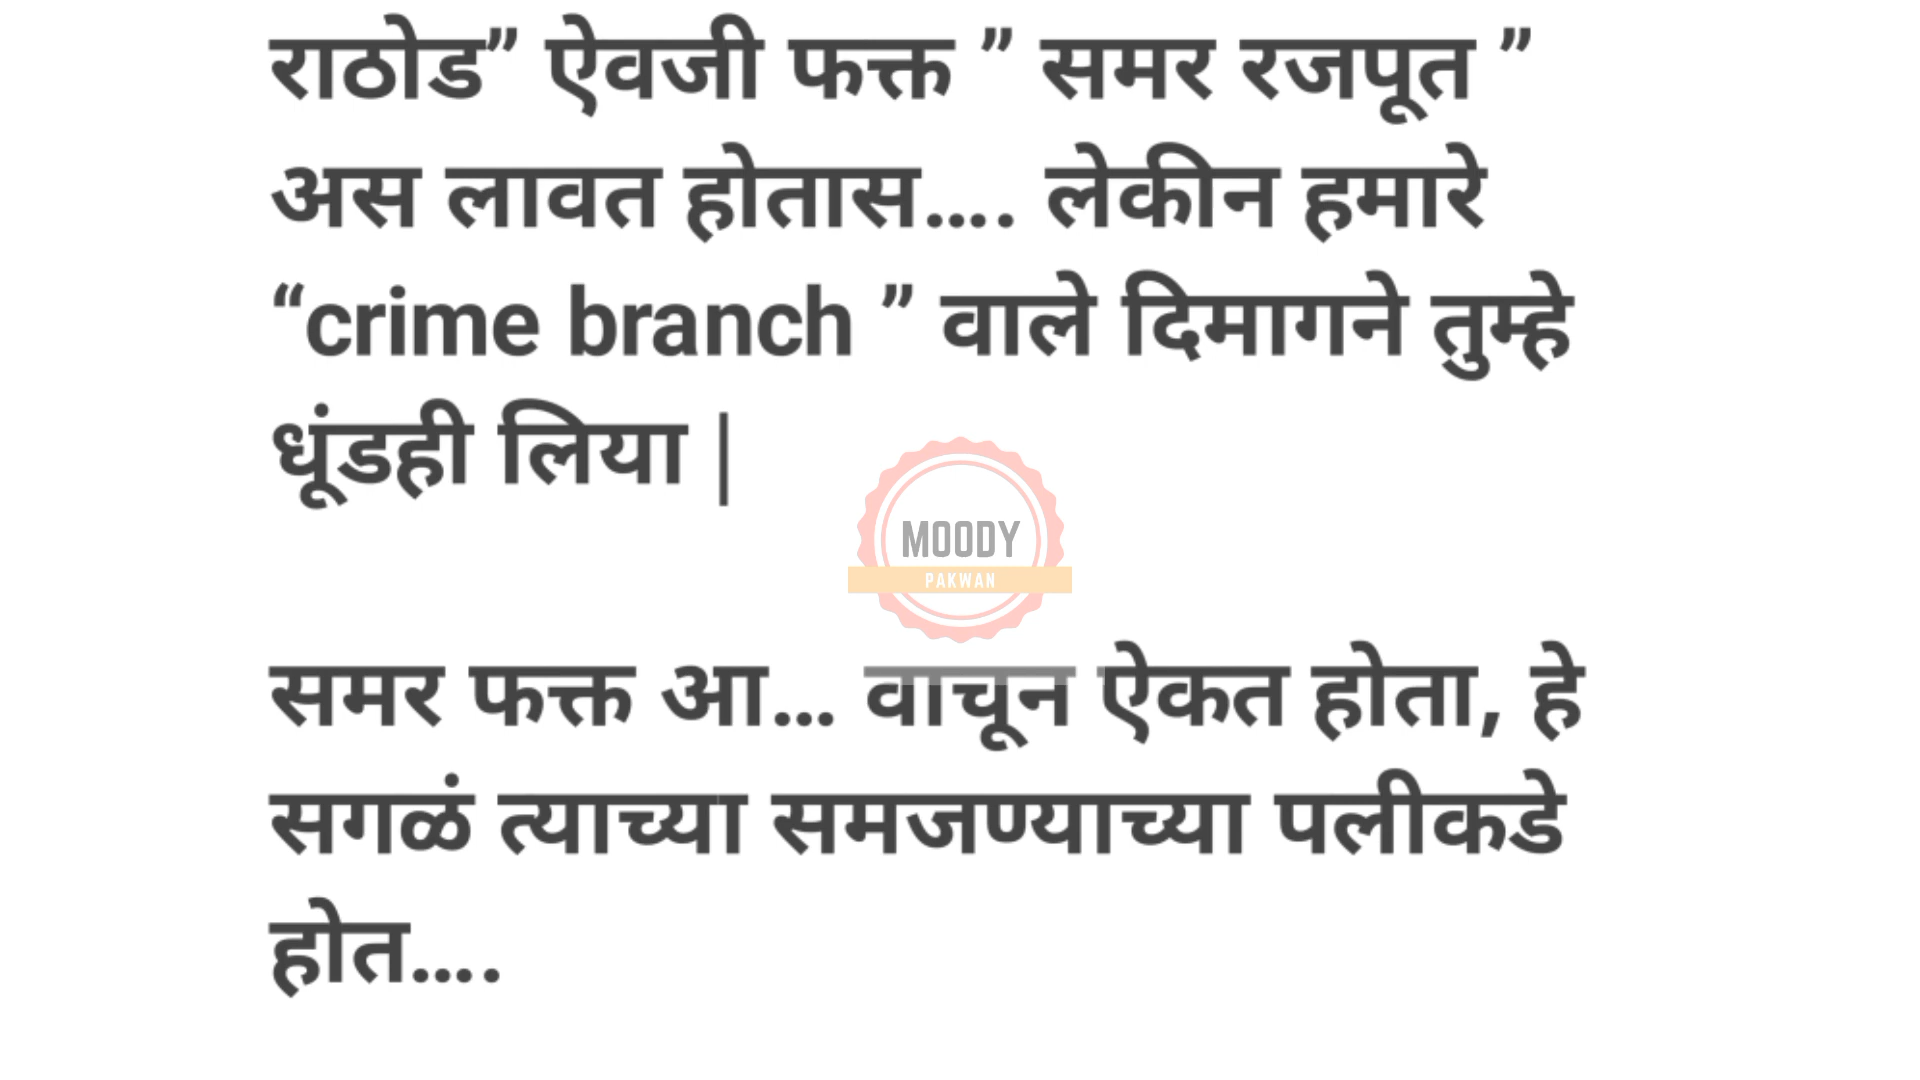 राठोड” ऐवजी फक्त ” समर रजपूत ”
अस लावत होतास…. लेकीन हमारे
“crime branch ” वाले दिमागने तुम्हे
धूंडही लिया |
MOODY
PAKWAN
समर फक्त आ… वाचून ऐकत होता, हे
सगळं त्याच्या समजण्याच्या पलीकडे
होत….